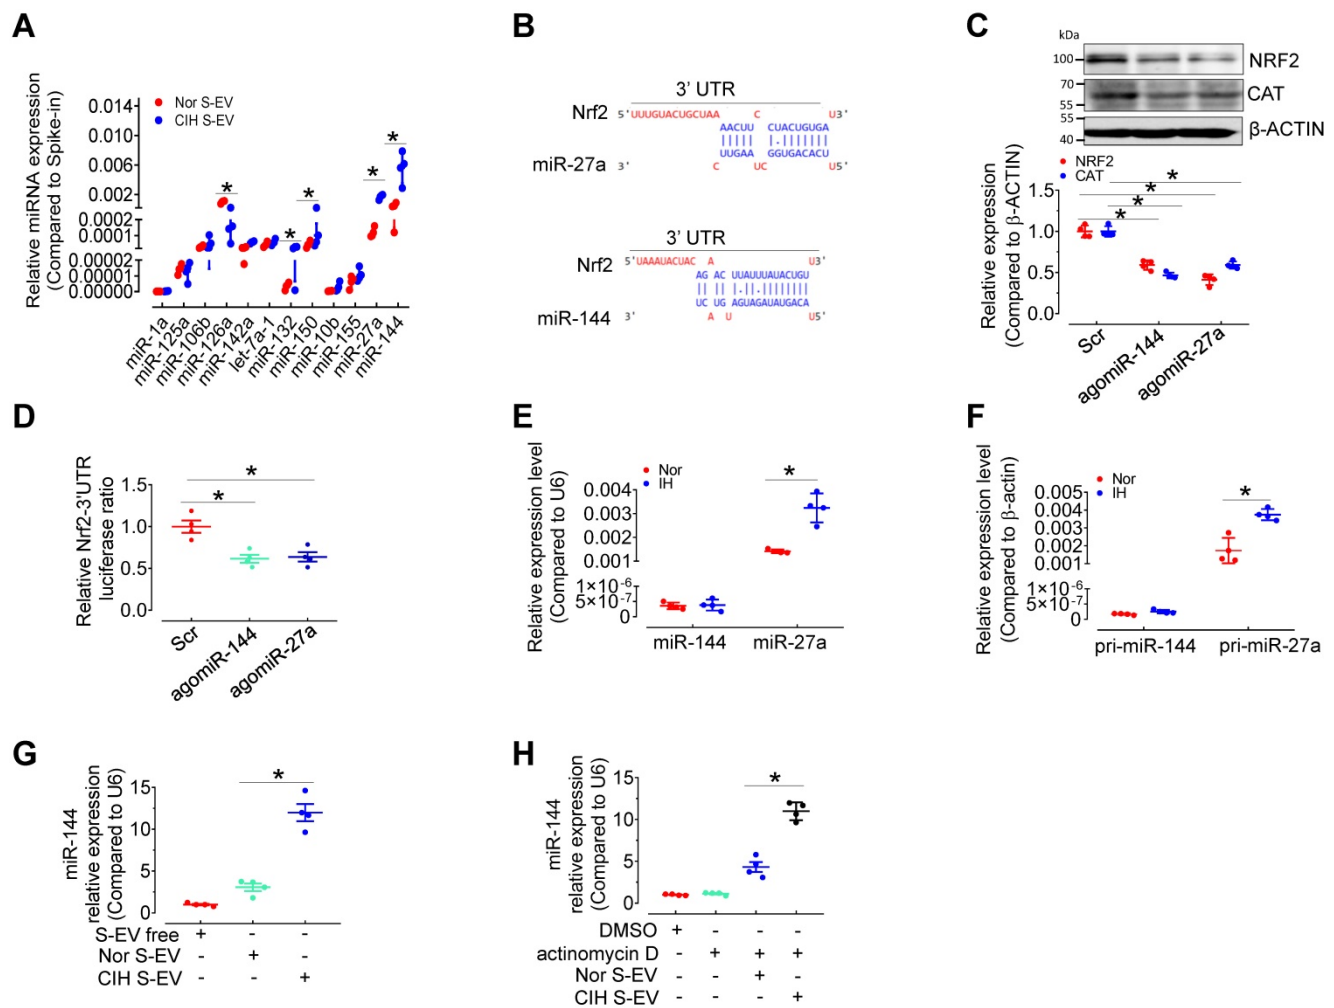 A
Relative miRNA expression
(Compared to Spike-in)
0.014
0.010
0.006
0.002
0.0002
0.0001
0.00002
0.00001
0.00000
Nor S-EV
CIH S-EV
*
*
*
*
*
miR-1a
miR-125a
miR-106b
miR-126a
miR-142a
let-7a-1
miR-132
miR-150
miR-10b
miR-155
miR-27a
miR-144
B
3' UTR
Nrf2 5' UUUGUACUGCUAA C U3'
AACUU CUACUGUGA
UUGAA GGUGACACU
miR-27a 3' C UC U5'
3' UTR
Nrf2 5' UAAAUACUAC A U3'
AG ACU UUAUUUAUACUGU
UC UG AGUAGAUAUGACA
miR-144 3' A U U5'
C
kDa
100 NRF2
70
55 CAT
55
40 β-ACTIN
NRF2
CAT
Relative expression
(Compared to β-ACTIN)
1.5
1.0
0.5
0.0
*
*
*
*
Scr
agomiR-144
agomiR-27a
D
Relative Nrf2-3'UTR
luciferase ratio
1.5
1.0
0.5
0.0
*
*
Scr
agomiR-144
agomiR-27a
E
Relative expression level
(Compared to U6)
Nor
IH
0.004
0.003
0.002
0.001
1×10⁻⁶
5×10⁻⁷
0
*
miR-144 miR-27a
F
Relative expression level
(Compared to β-actin)
Nor
IH
0.005
0.004
0.003
0.002
0.001
1×10⁻⁶
5×10⁻⁷
0
*
pri-miR-144 pri-miR-27a
G
miR-144
relative expression
(Compared to U6)
15
10
5
0
*
S-EV free + - -
Nor S-EV - + -
CIH S-EV - - +
H
miR-144
relative expression
(Compared to U6)
15
10
5
0
*
DMSO + - - -
actinomycin D - + + +
Nor S-EV - - + -
CIH S-EV - - - +